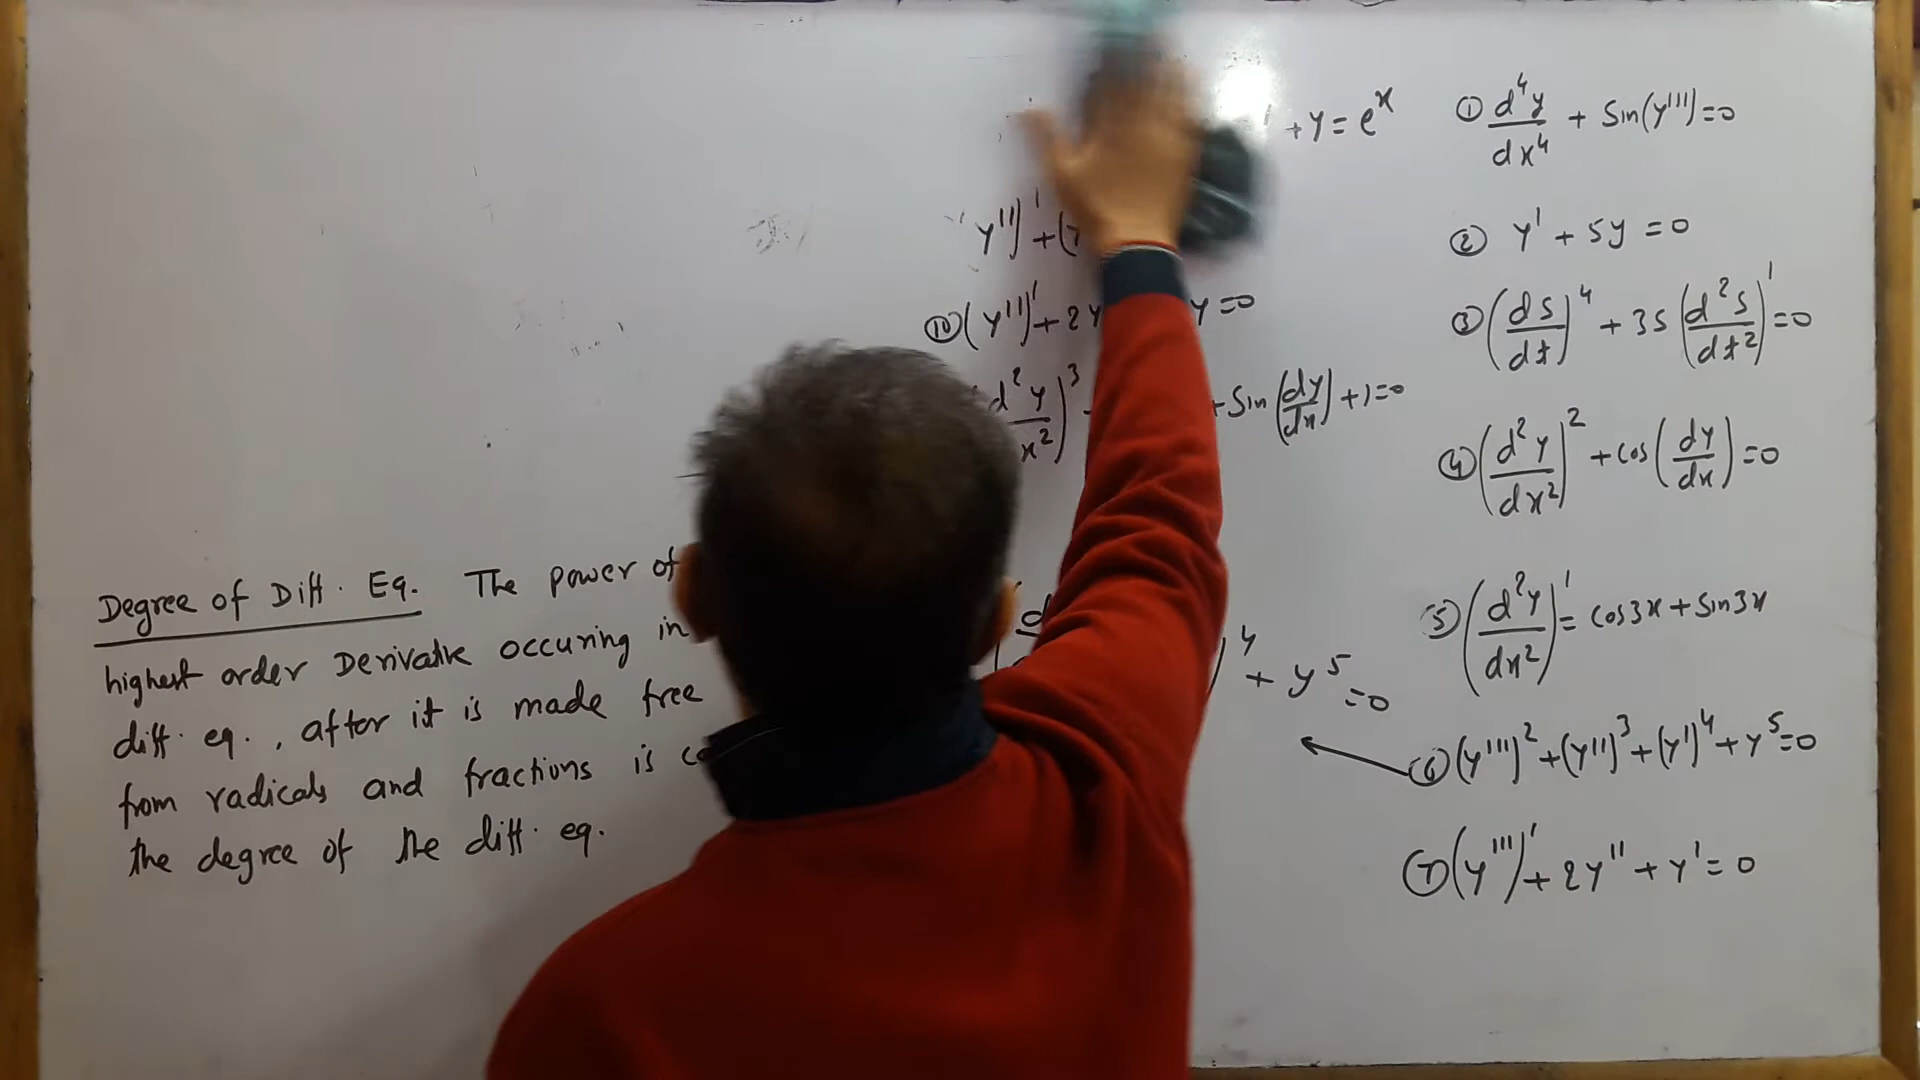 Degree of Diff. Eq. The power of
highest order Derivative occuring in
diff. eq., after it is made free
from radicals and fractions is
the degree of the diff. eq.
+ y = e^x
y'')' + (
⑩ (y''')' + 2y y = 0
d²y x²)³ + Sin(dy/dx) + 1 = 0
⁴ + y⁵ = 0
① d⁴y/dx⁴ + Sin(y''') = 0
② y' + 5y = 0
③ (ds/dt)⁴ + 3s (d²s/dt²)' = 0
④ (d²y/dx²)² + cos(dy/dx) = 0
⑤ (d²y/dx²)' = cos3x + Sin3x
⑥ (y''')² + (y'')³ + (y')⁴ + y⁵ = 0
⑦ (y''')' + 2y'' + y' = 0